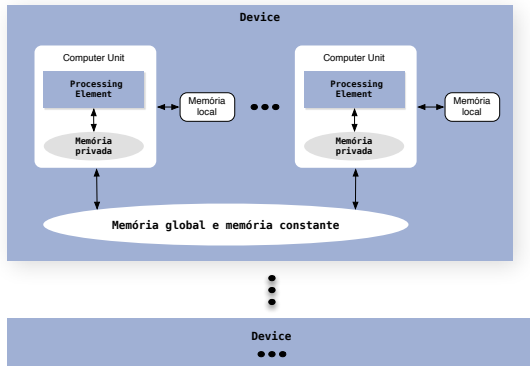 Device
Computer Unit
Processing
Element
Memória
privada
Memória
local
Computer Unit
Processing
Element
Memória
privada
Memória
local
Memória global e memória constante
Device